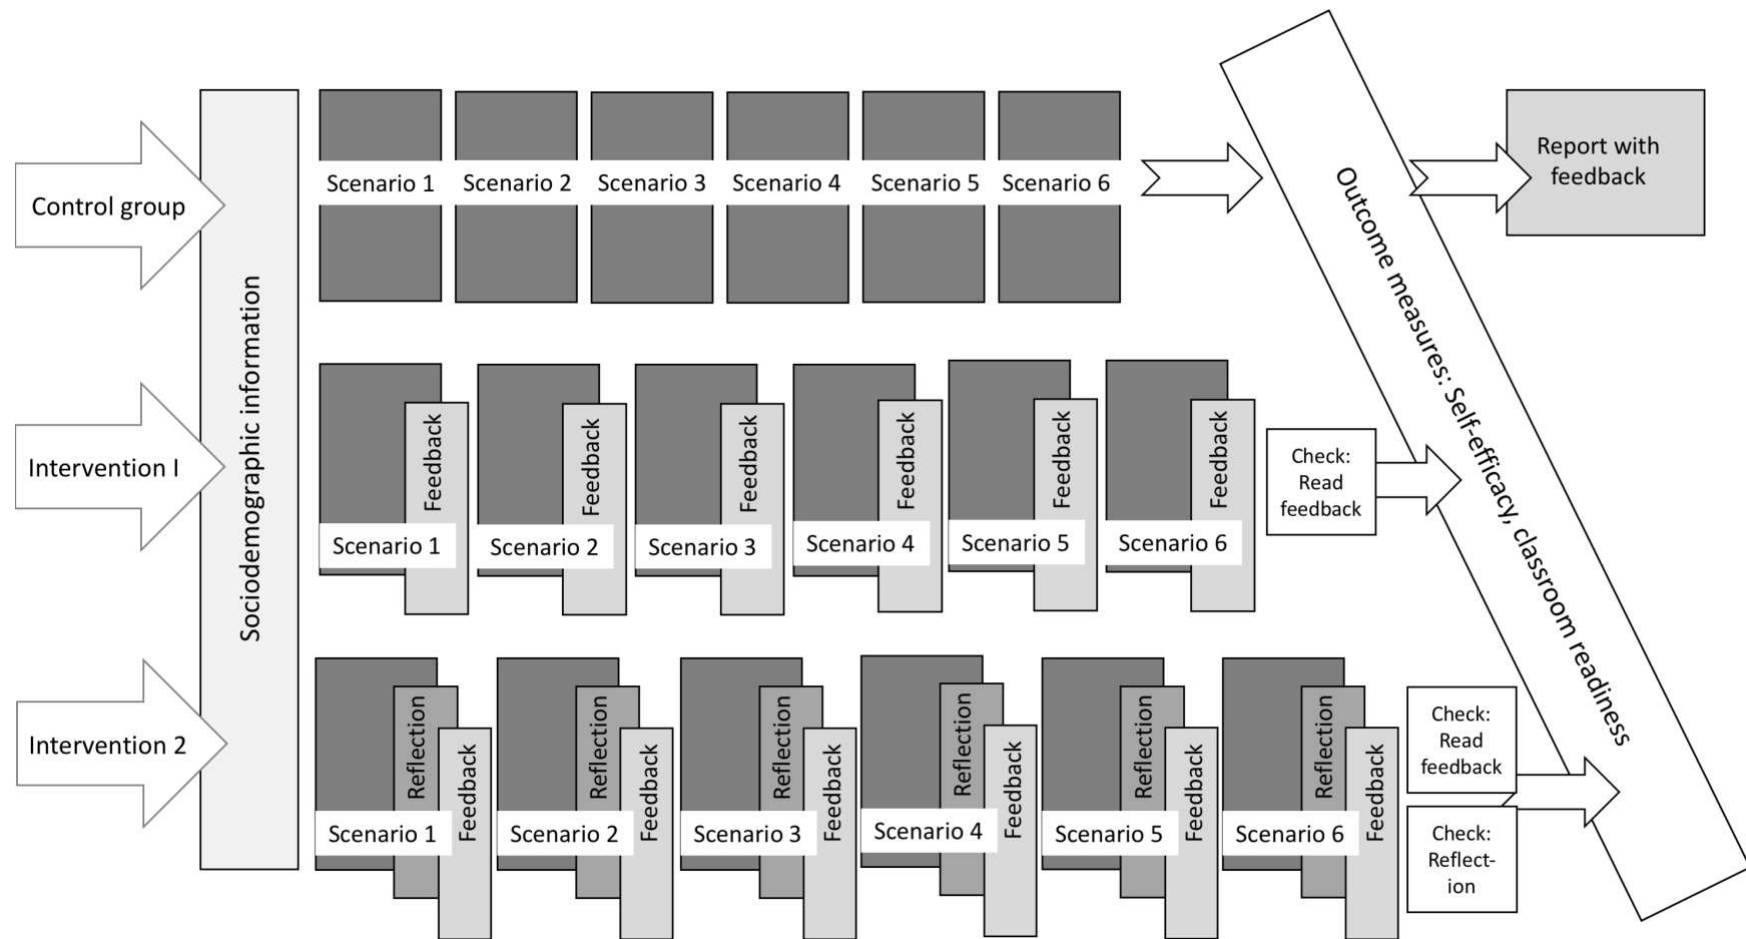 Control group
Sociodemographic information
Scenario 1
Scenario 2
Scenario 3
Scenario 4
Scenario 5
Scenario 6
Outcome measures: Self-efficacy, classroom readiness
Report with
feedback
Intervention I
Scenario 1
Feedback
Scenario 2
Feedback
Scenario 3
Feedback
Scenario 4
Feedback
Scenario 5
Feedback
Scenario 6
Feedback
Check:
Read
feedback
Intervention 2
Scenario 1
Reflection
Feedback
Scenario 2
Reflection
Feedback
Scenario 3
Reflection
Feedback
Scenario 4
Reflection
Feedback
Scenario 5
Reflection
Feedback
Scenario 6
Reflection
Feedback
Check:
Read
feedback
Check:
Reflect-
ion